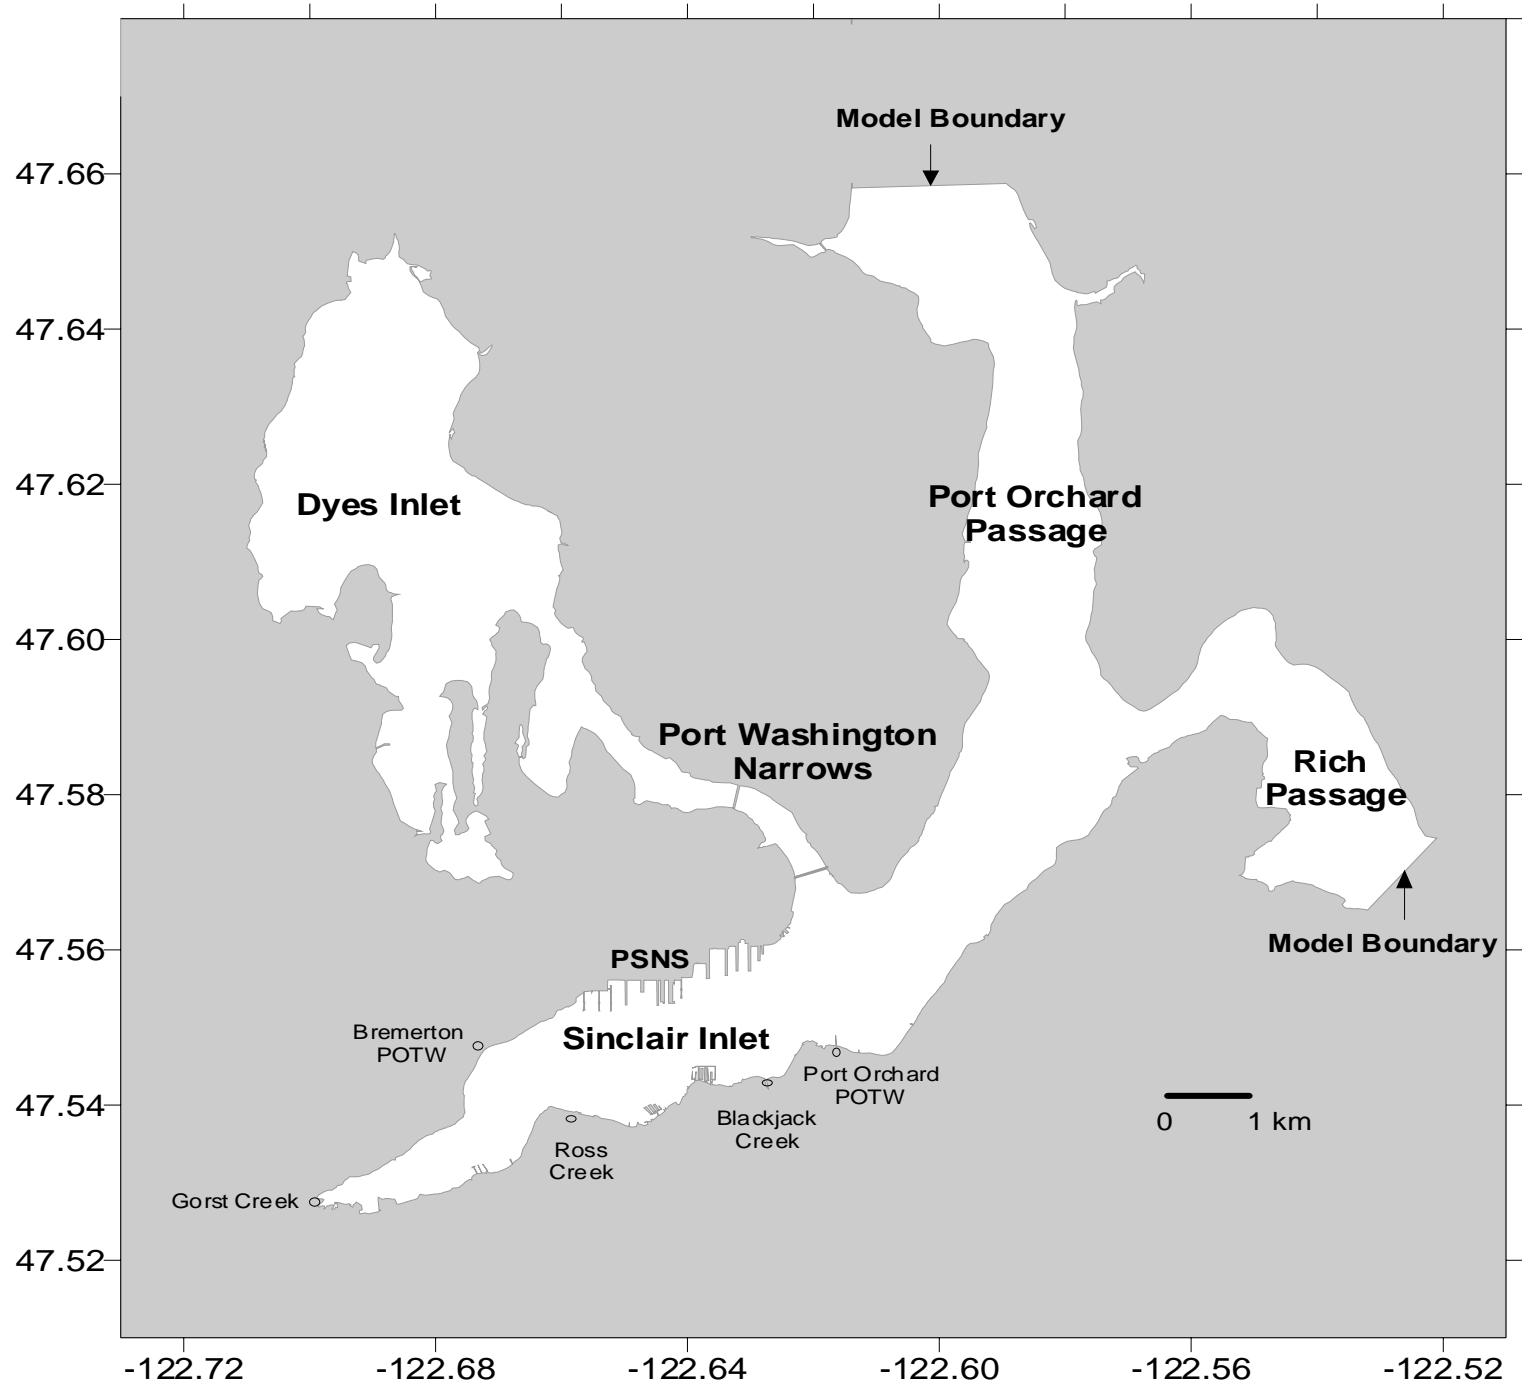 Model Boundary
47.66
47.64
47.62
Dyes Inlet
Port Orchard
Passage
47.60
Port Washington
Narrows
Rich
Passage
47.58
47.56
PSNS
Model Boundary
Bremerton
POTW
Sinclair Inlet
Port Orchard
POTW
47.54
Blackjack
Creek
0 1 km
Ross
Creek
Gorst Creek
47.52
-122.72 -122.68 -122.64 -122.60 -122.56 -122.52